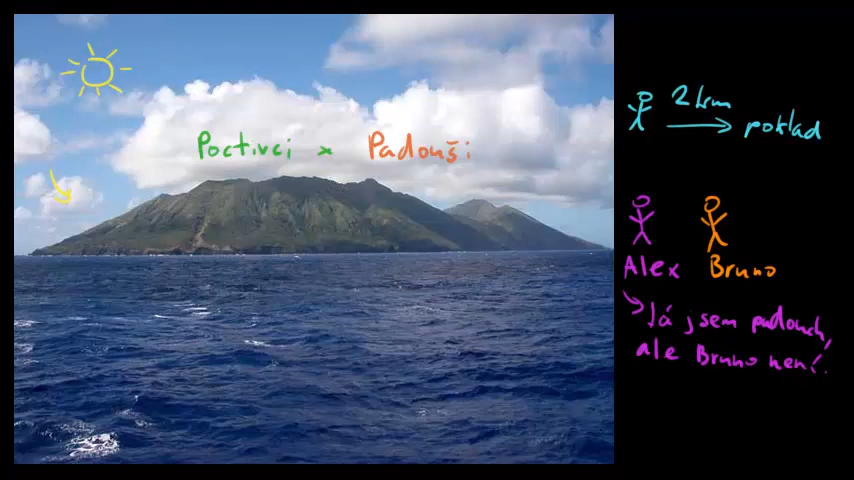 Poctivci x Padouši
2 km
poklad
Alex Bruno
Já jsem padouch,
ale Bruno není.